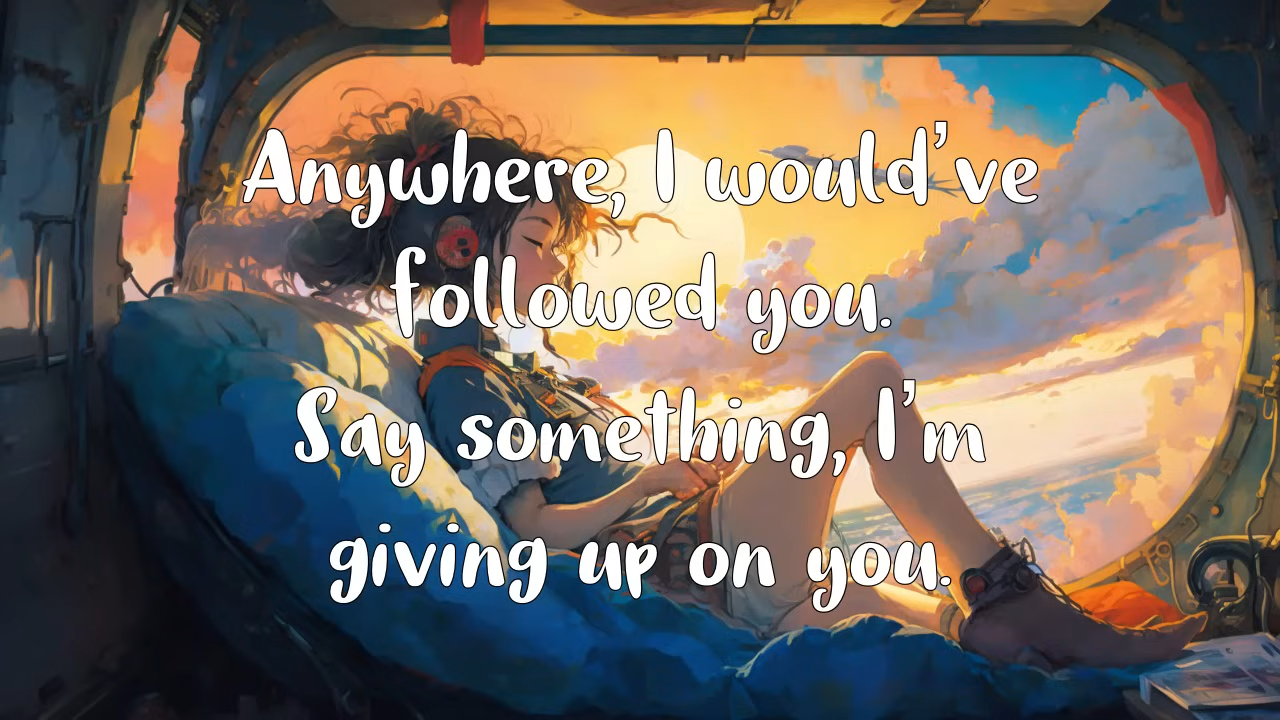 Anywhere, I would've
followed you.
Say something, I'm
giving up on you.